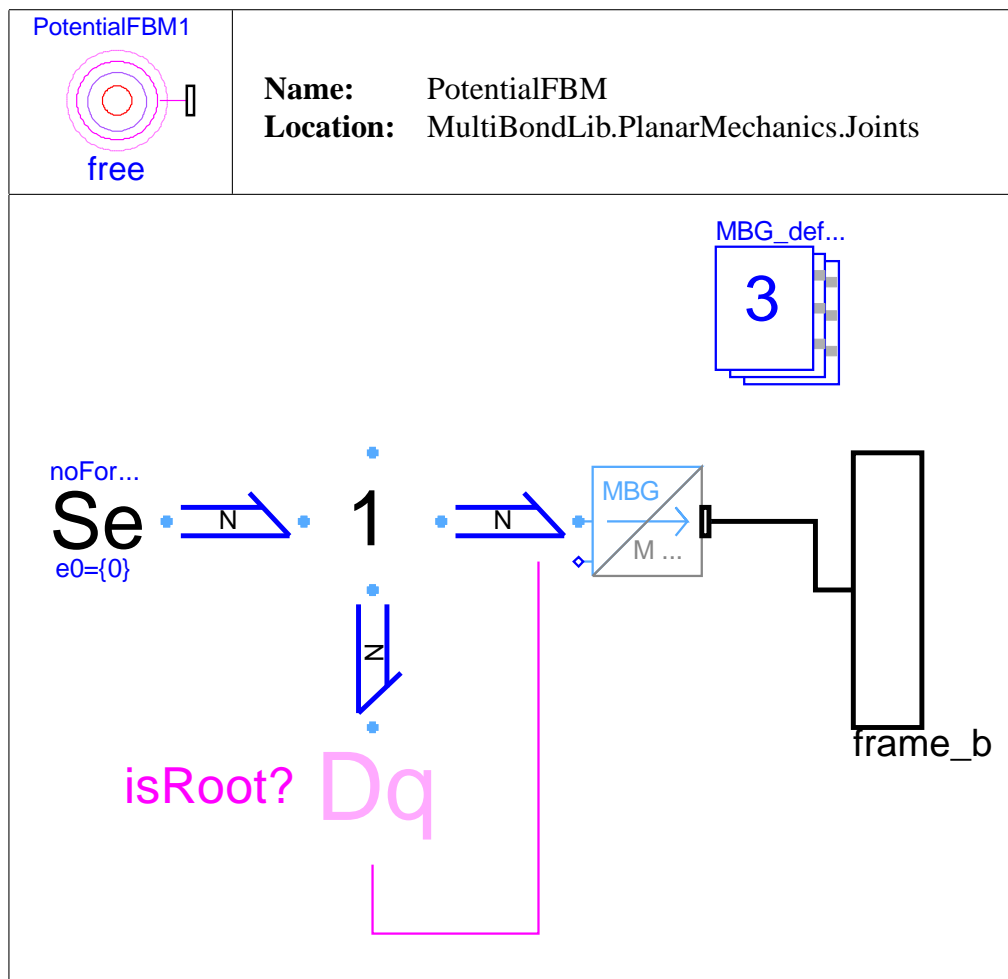 PotentialFBM1
free
Name: PotentialFBM
Location: MultiBondLib.PlanarMechanics.Joints
MBG_def...
3
noFor...
Se
e0={0}
N
1
N
MBG
M ...
N
frame_b
isRoot?
Dq